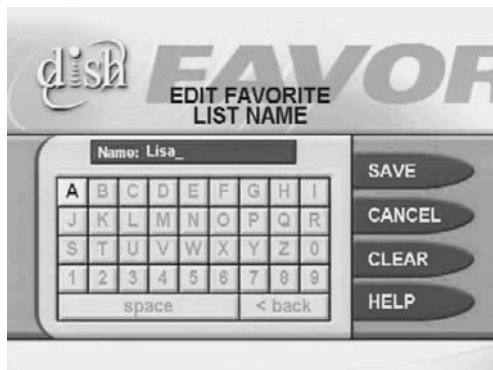 dish
FAVOR
EDIT FAVORITE
LIST NAME
Name: Lisa_
A B C D E F G H I
J K L M N O P Q R
S T U V W X Y Z 0
1 2 3 4 5 6 7 8 9
space < back
SAVE
CANCEL
CLEAR
HELP